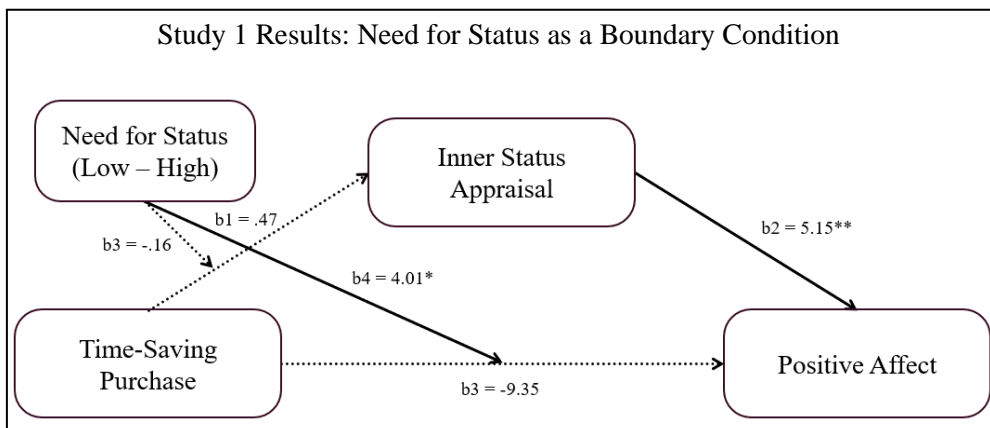 Study 1 Results: Need for Status as a Boundary Condition
Need for Status
(Low – High)
Inner Status
Appraisal
b1 = .47
b3 = -.16
b2 = 5.15**
b4 = 4.01*
Time-Saving
Purchase
b3 = -9.35
Positive Affect